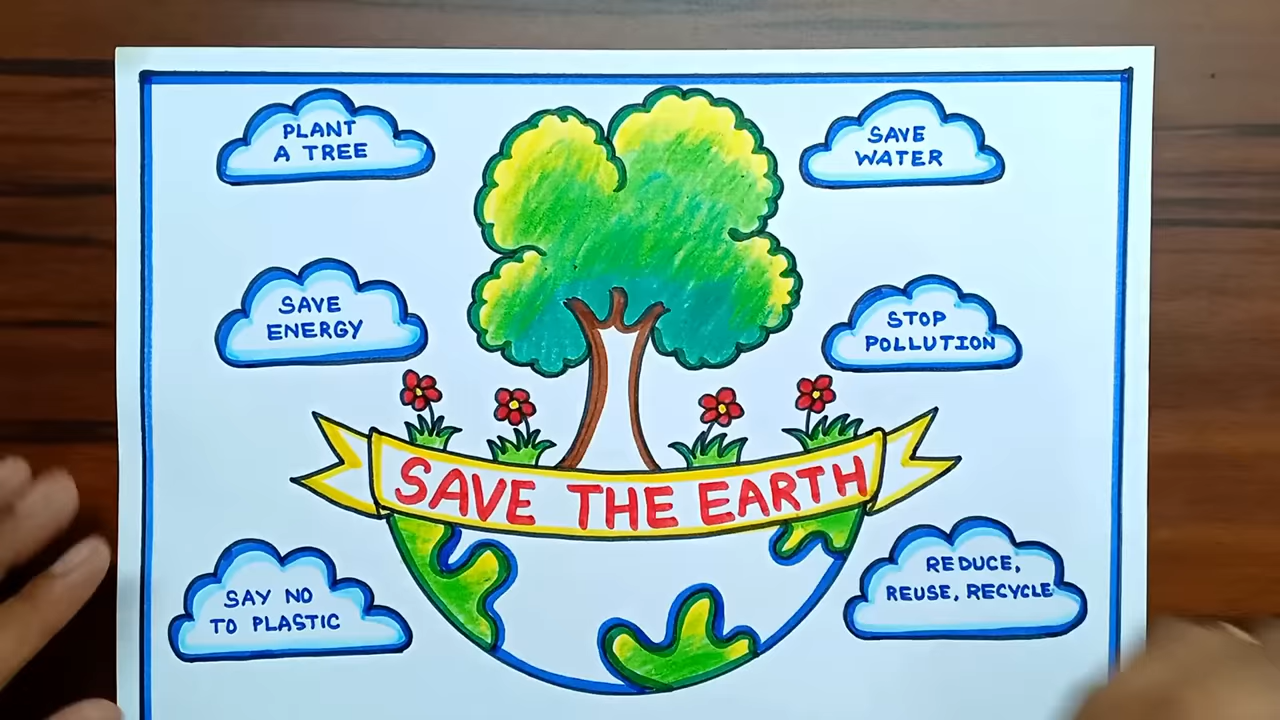 PLANT
A TREE
SAVE
WATER
SAVE
ENERGY
STOP
POLLUTION
SAVE THE EARTH
SAY NO
TO PLASTIC
REDUCE,
REUSE, RECYCLE